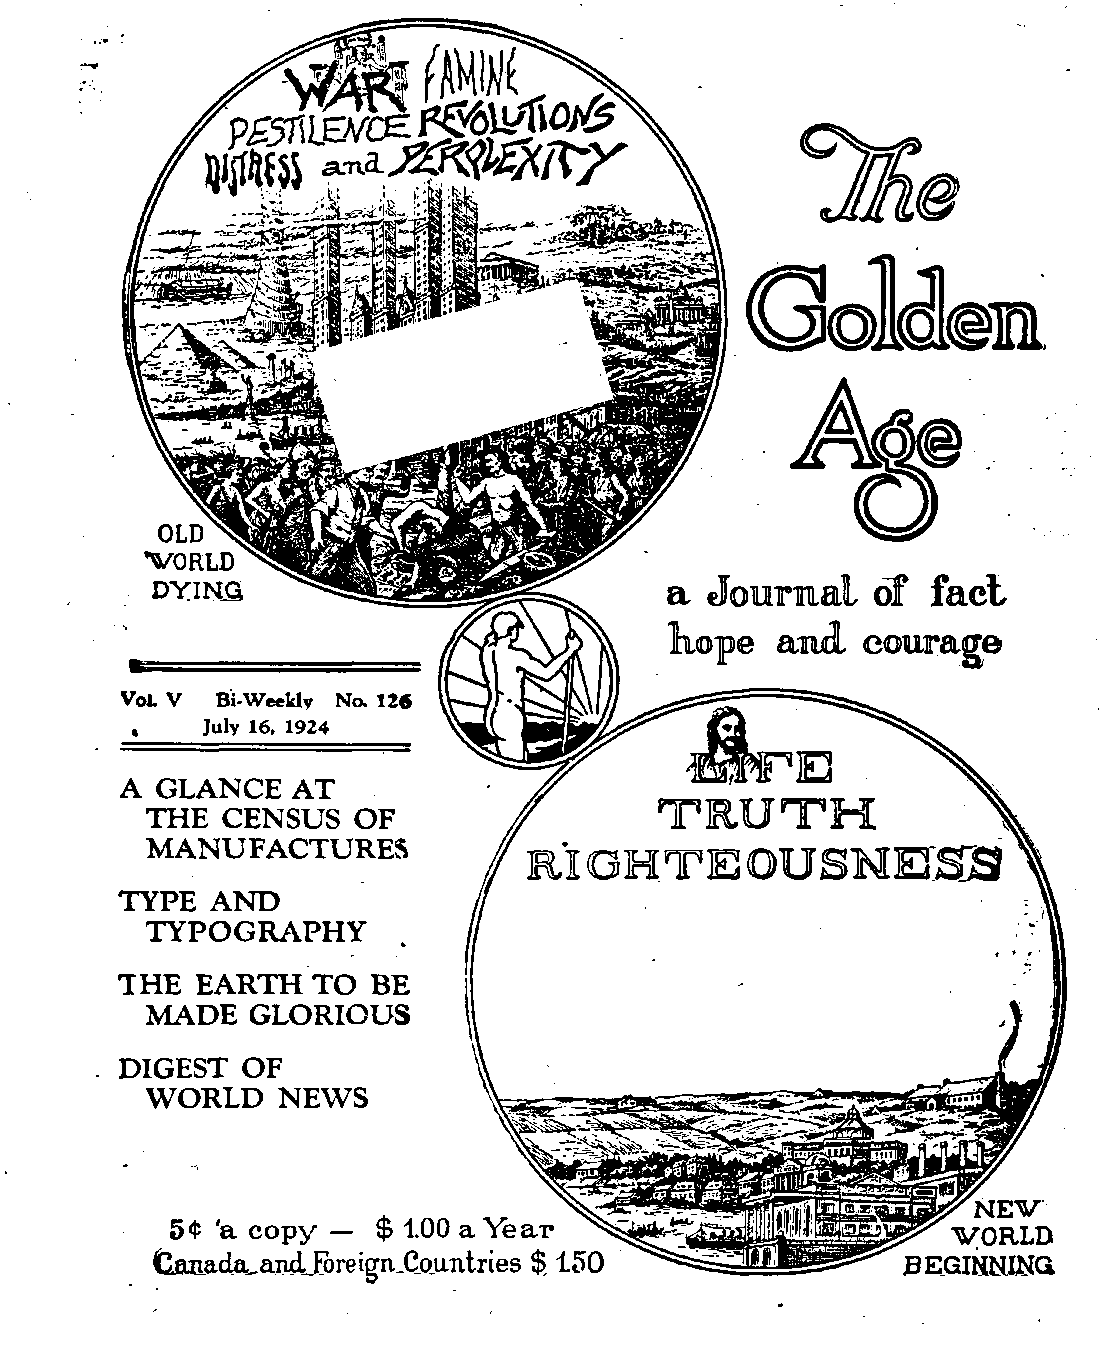 WAR FAMINE
PESTILENCE REVOLUTIONS
DISTRESS and PERPLEXITY
The
Golden
Age
OLD
WORLD
DYING
a Journal of fact
hope and courage
Vol. V Bi-Weekly No. 126
July 16, 1924
A GLANCE AT
THE CENSUS OF
MANUFACTURES
TYPE AND
TYPOGRAPHY
THE EARTH TO BE
MADE GLORIOUS
DIGEST OF
WORLD NEWS
LIFE
TRUTH
RIGHTEOUSNESS
5¢ a copy — $ 1.00 a Year
Canada and Foreign Countries $ 1.50
NEW
WORLD
BEGINNING